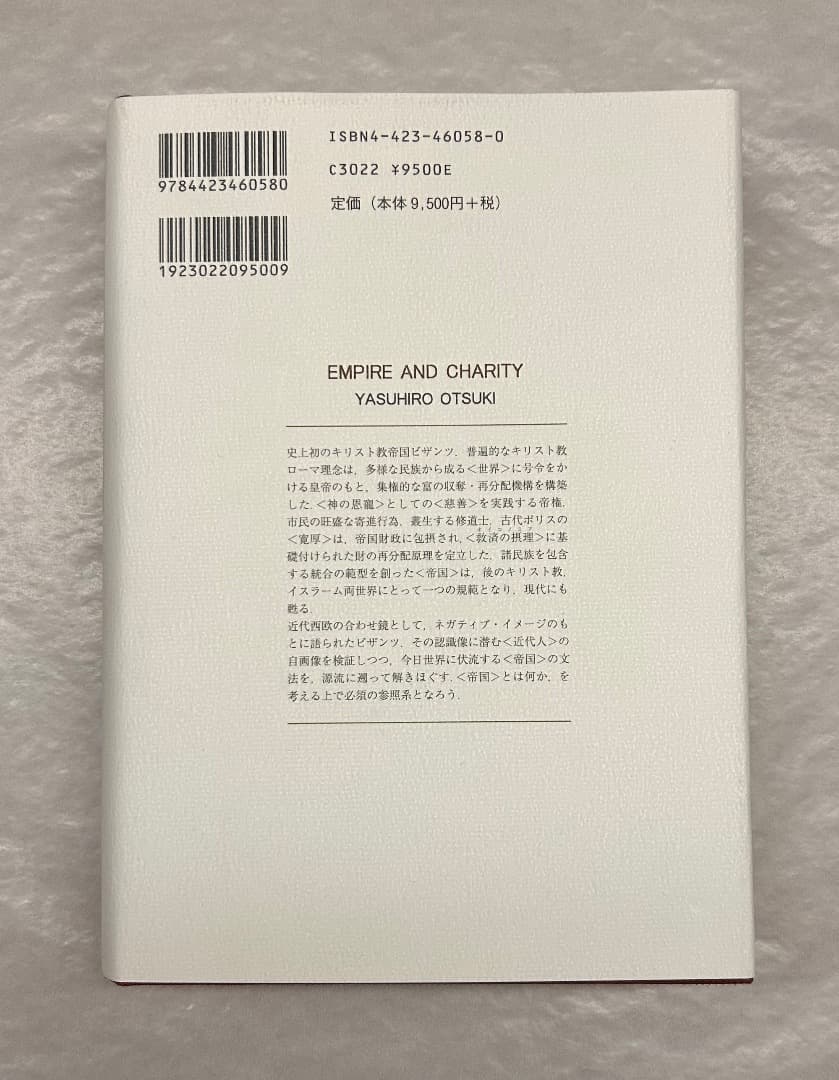 ISBN4-423-46058-0
C3022 ¥9500E
定価（本体9,500円＋税）
9784423460580
1923022095009
EMPIRE AND CHARITY
YASUHIRO OTSUKI
史上初のキリスト教帝国ビザンツ．普遍的なキリスト教
ローマ理念は，多様な民族から成る＜世界＞に号令をか
ける皇帝のもと，集権的な富の収奪・再分配機構を構築
した．＜神の恩寵＞としての＜慈善＞を実践する帝権．
市民の旺盛な寄進行為，叢生する修道士，古代ポリスの
オイコノミア
＜寛厚＞は，帝国財政に包摂され，＜救済の摂理＞に基
礎付けられた財の再分配原理を定立した．諸民族を包含
する統合の範型を創った＜帝国＞は，後のキリスト教，
イスラーム両世界にとって一つの規範となり，現代にも
甦る．
近代西欧の合わせ鏡として，ネガティブ・イメージのも
とに語られたビザンツ．その認識像に潜む＜近代人＞の
自画像を検証しつつ，今日世界に伏流する＜帝国＞の文
法を，源流に遡って解きほぐす．＜帝国＞とは何か，を
考える上で必須の参照系となろう．